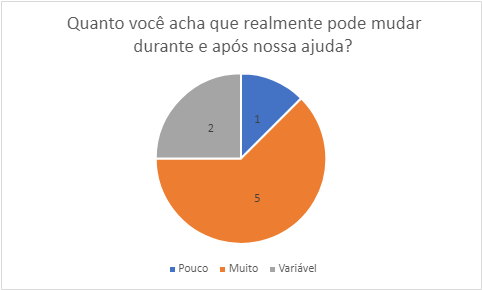 Quanto você acha que realmente pode mudar
durante e após nossa ajuda?
1
2
5
Pouco Muito Variável